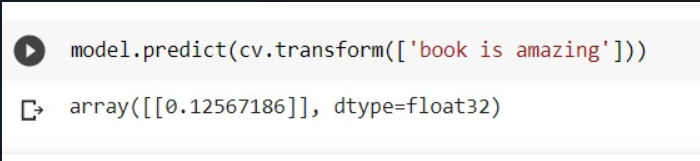 model.predict(cv.transform(['book is amazing']))
array([[0.12567186]], dtype=float32)